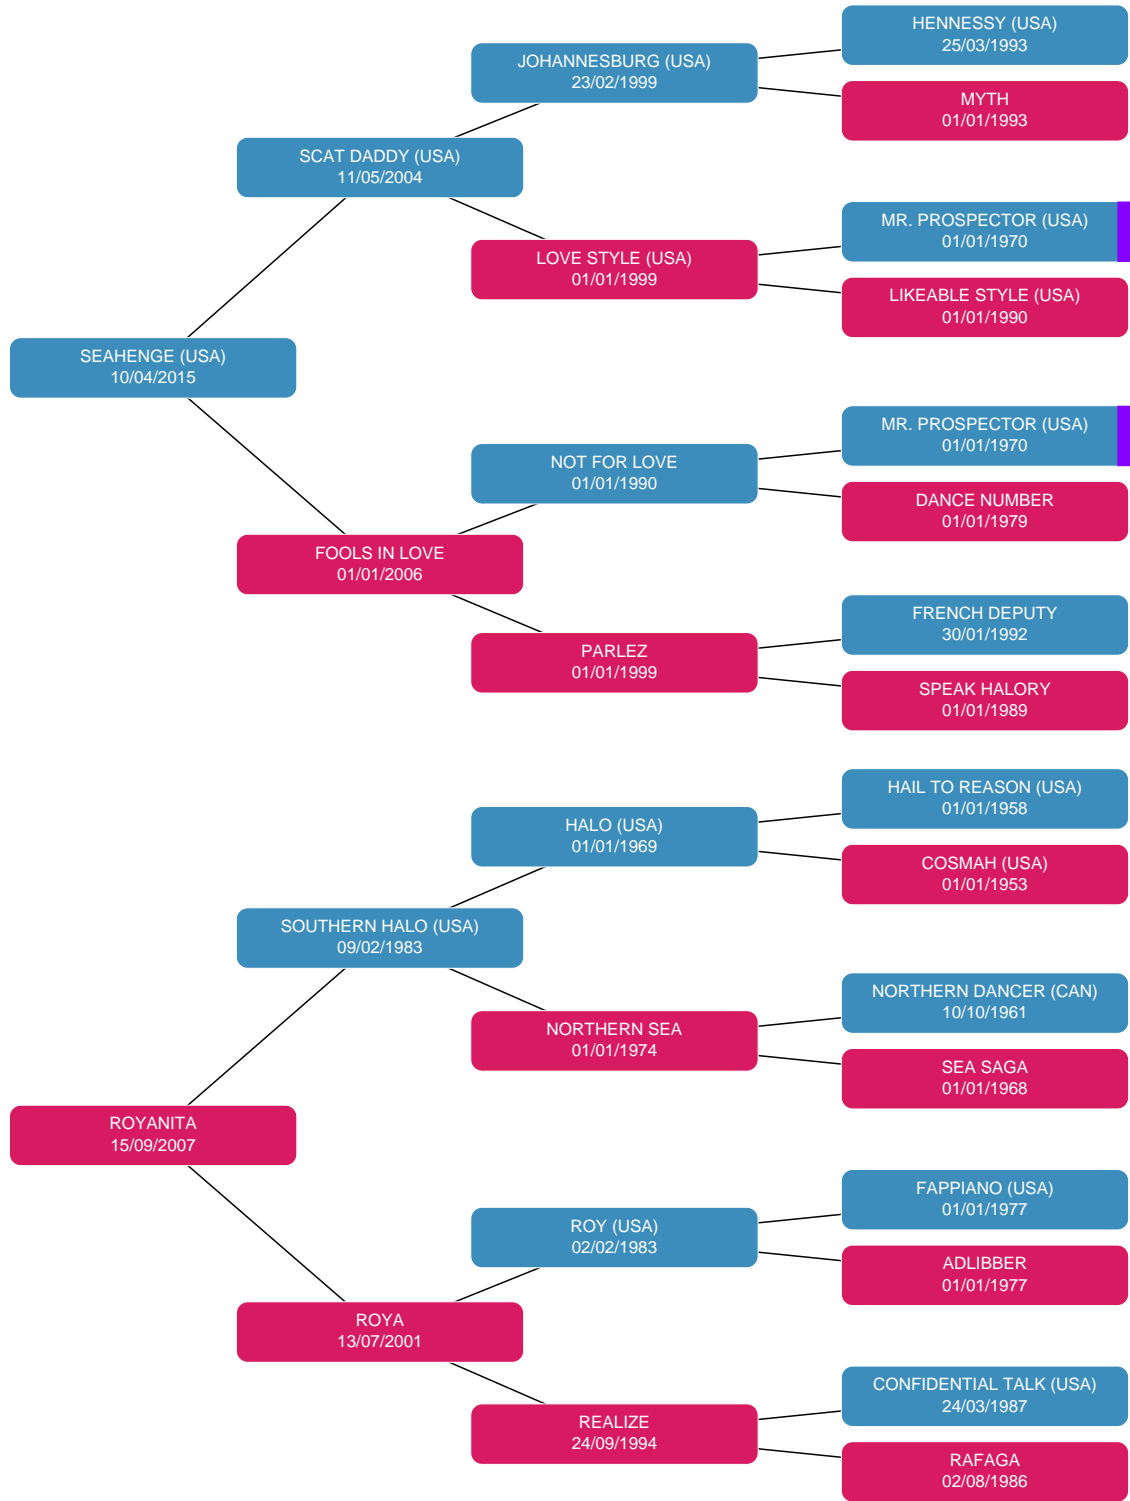 HENNESSY (USA)
25/03/1993
JOHANNESBURG (USA)
23/02/1999
MYTH
01/01/1993
SCAT DADDY (USA)
11/05/2004
MR. PROSPECTOR (USA)
01/01/1970
LOVE STYLE (USA)
01/01/1999
LIKEABLE STYLE (USA)
01/01/1990
SEAHENGE (USA)
10/04/2015
MR. PROSPECTOR (USA)
01/01/1970
NOT FOR LOVE
01/01/1990
DANCE NUMBER
01/01/1979
FOOLS IN LOVE
01/01/2006
FRENCH DEPUTY
30/01/1992
PARLEZ
01/01/1999
SPEAK HALORY
01/01/1989
HAIL TO REASON (USA)
01/01/1958
HALO (USA)
01/01/1969
COSMAH (USA)
01/01/1953
SOUTHERN HALO (USA)
09/02/1983
NORTHERN DANCER (CAN)
10/10/1961
NORTHERN SEA
01/01/1974
SEA SAGA
01/01/1968
ROYANITA
15/09/2007
FAPPIANO (USA)
01/01/1977
ROY (USA)
02/02/1983
ADLIBBER
01/01/1977
ROYA
13/07/2001
CONFIDENTIAL TALK (USA)
24/03/1987
REALIZE
24/09/1994
RAFAGA
02/08/1986